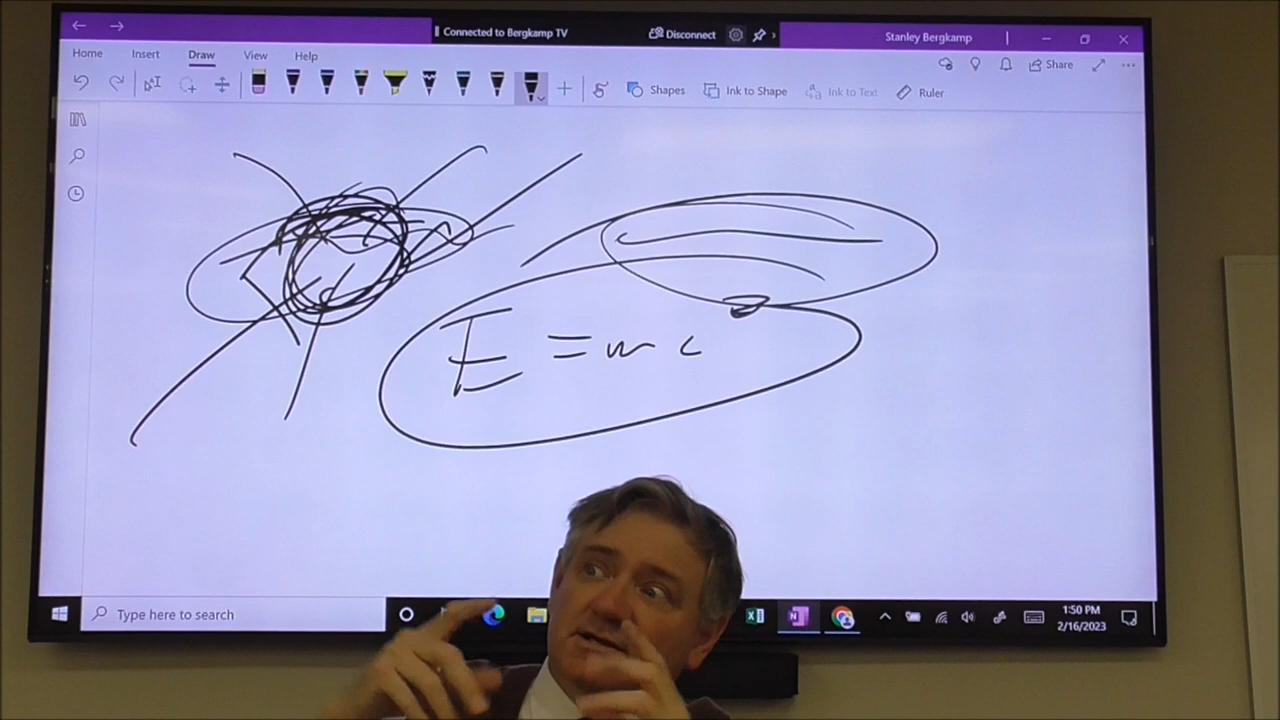 Connected to Bergkamp TV Disconnect
Stanley Bergkamp
Home Insert Draw View Help
Share
Shapes Ink to Shape Ink to Text Ruler
E = mc
Type here to search
1:50 PM
2/16/2023